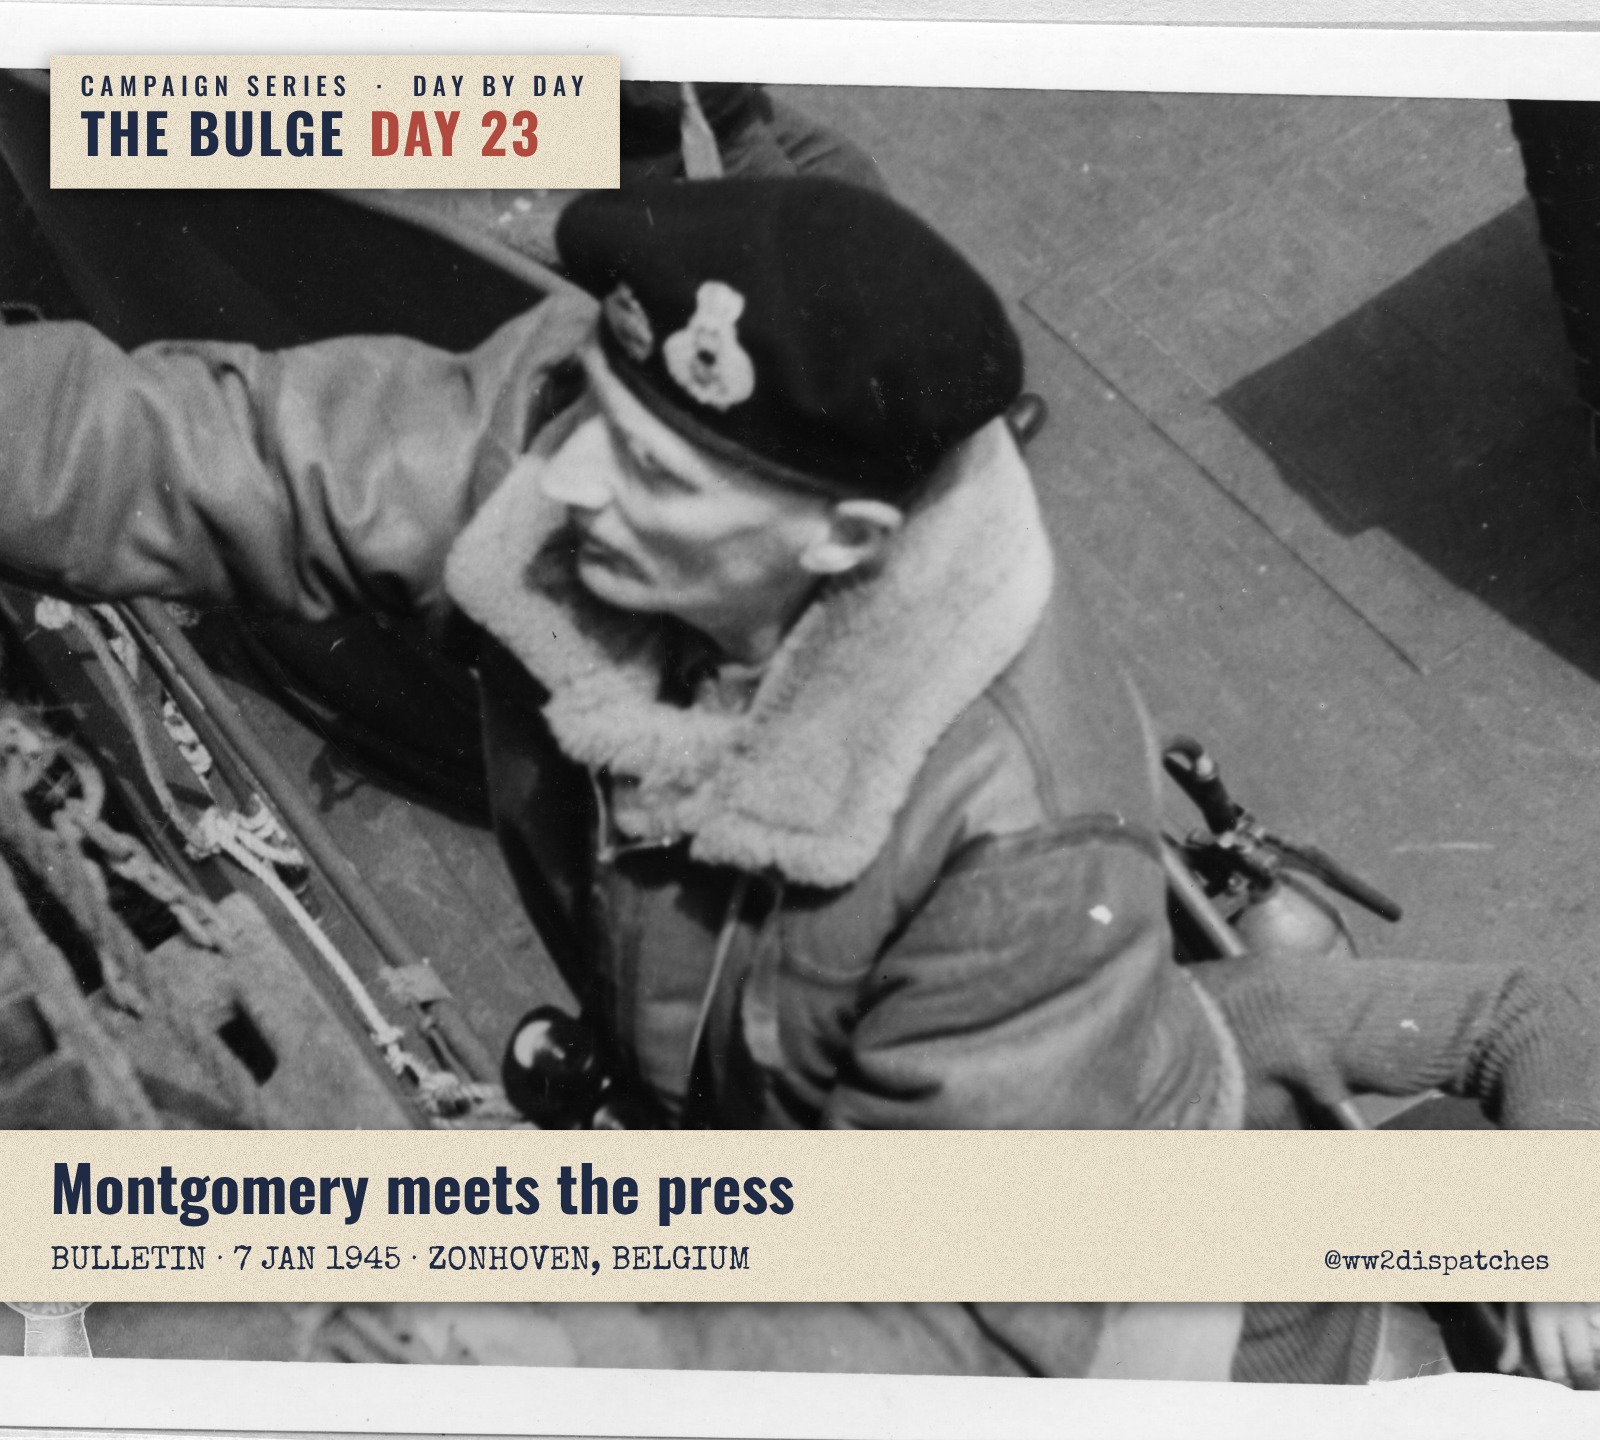 CAMPAIGN SERIES · DAY BY DAY
THE BULGE DAY 23
Montgomery meets the press
BULLETIN · 7 JAN 1945 · ZONHOVEN, BELGIUM
@ww2dispatches